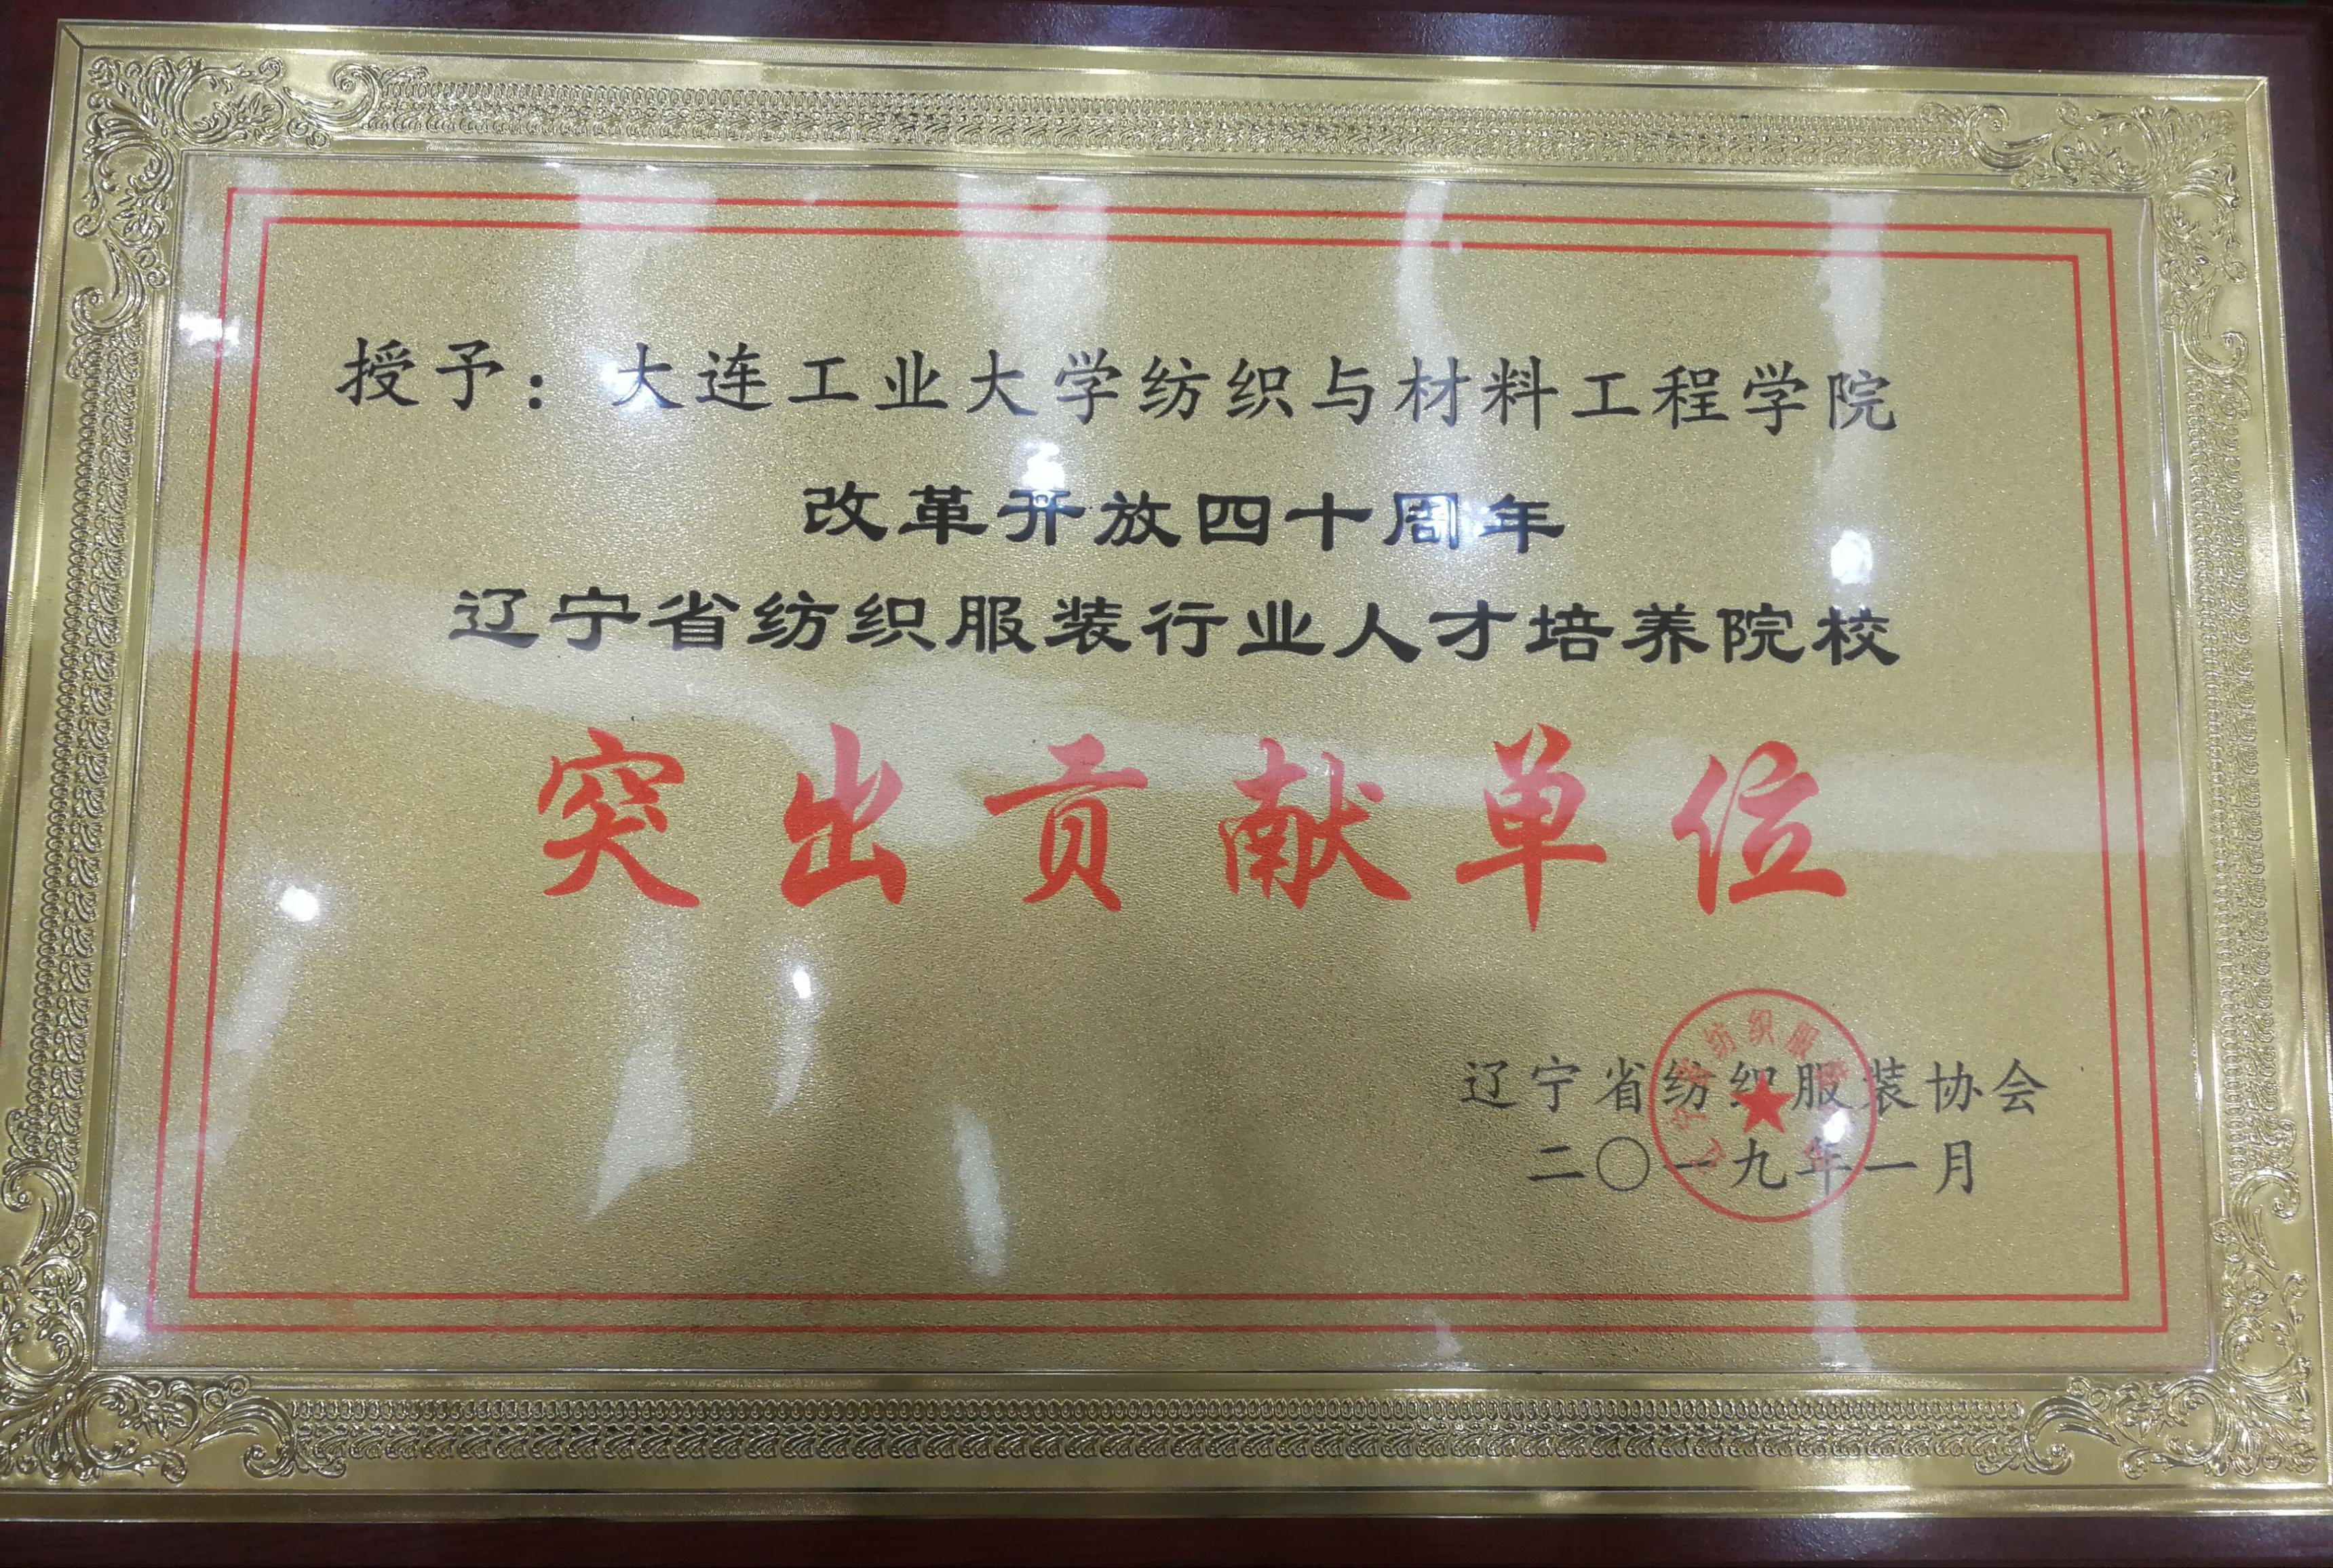 授予：大连工业大学纺织与材料工程学院
改革开放四十周年
辽宁省纺织服装行业人才培养院校
突出贡献单位
辽宁省纺织服装协会
二〇一九年一月